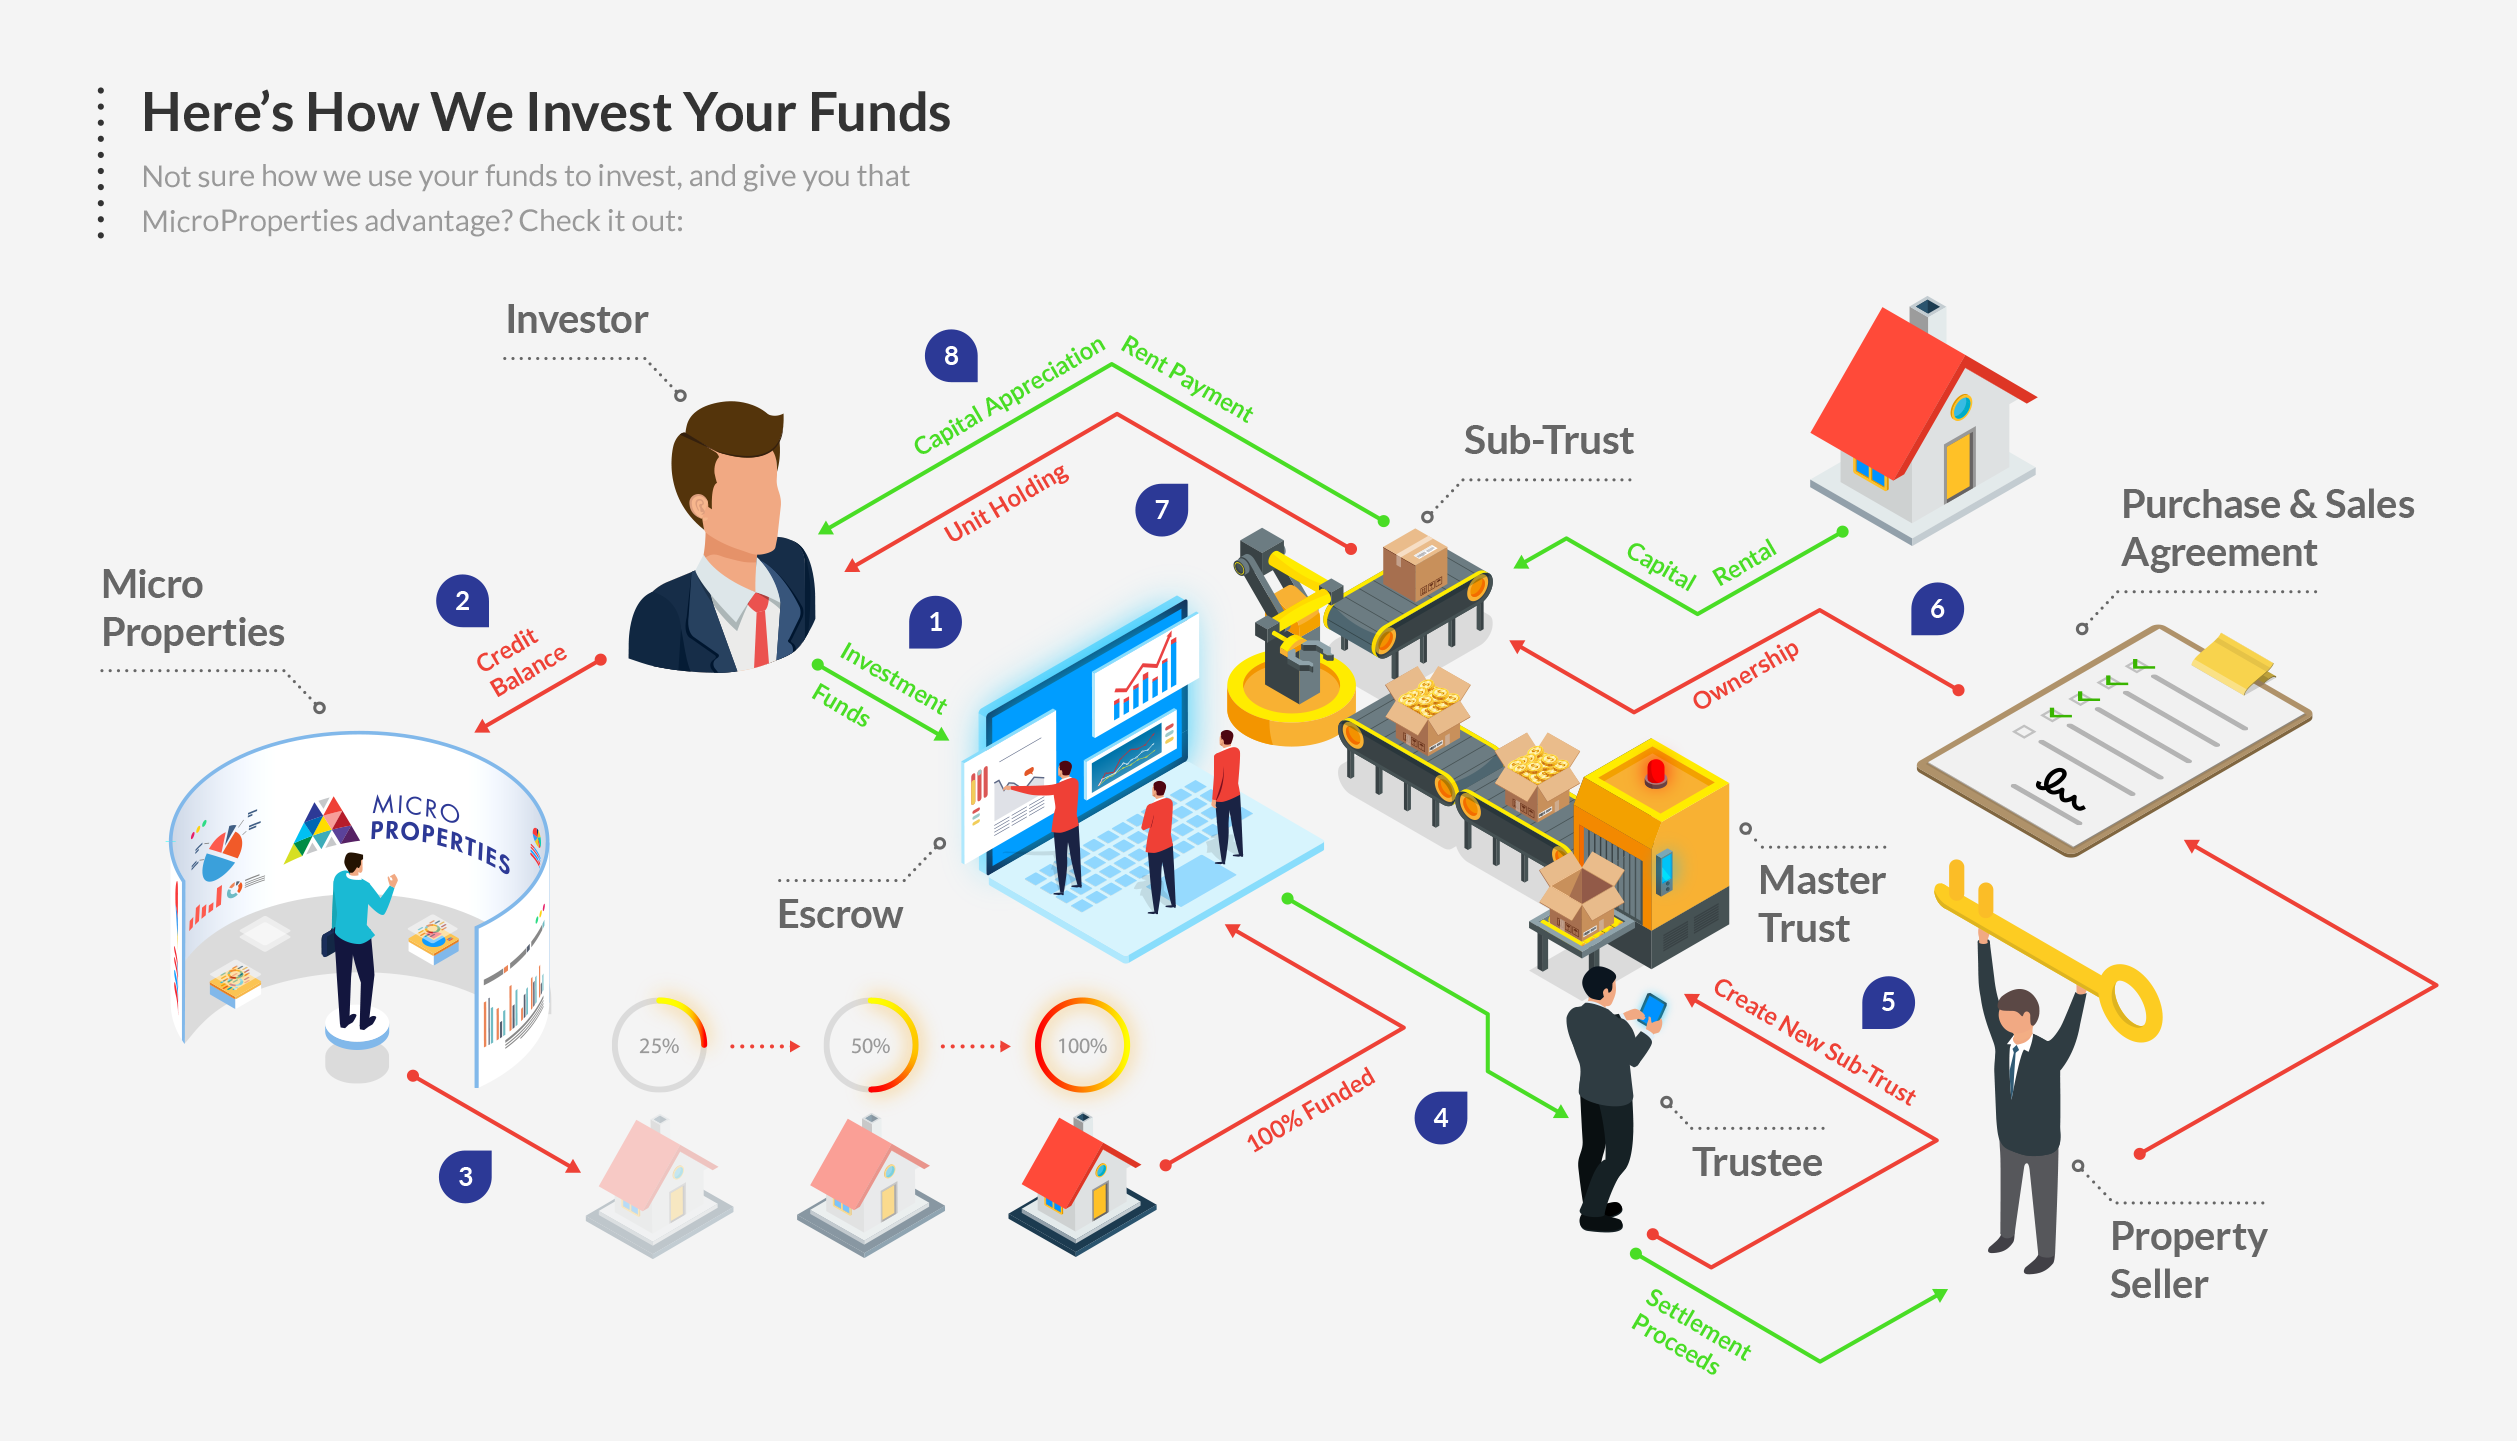 Here's How We Invest Your Funds
Not sure how we use your funds to invest, and give you that
MicroProperties advantage? Check it out:
Investor
8
Capital Appreciation
Rent Payment
Unit Holding
7
Sub-Trust
Capital
Rental
Purchase & Sales
Agreement
6
Ownership
Micro
Properties
2
Credit
Balance
1
Investment
Funds
MICRO
PROPERTIES
Escrow
Master
Trust
25%
50%
100%
100% Funded
3
4
5
Create New Sub-Trust
Trustee
Property
Seller
Settlement
Proceeds